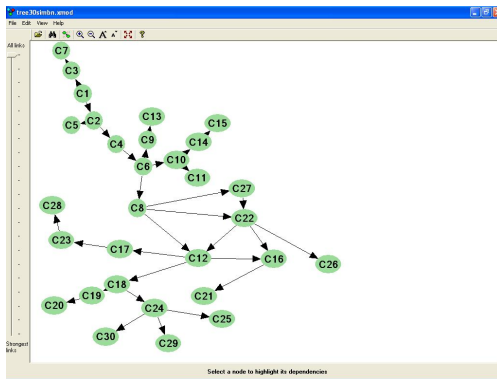 tree30simbn.xmod
File Edit View Help
All links
C7
C3
C1
C2
C5
C4
C13
C15
C9
C14
C6
C10
C11
C27
C28
C8
C22
C23
C17
C12
C16
C26
C18
C19
C21
C20
C24
C25
C30
C29
Strongest
links
Select a node to highlight its dependencies